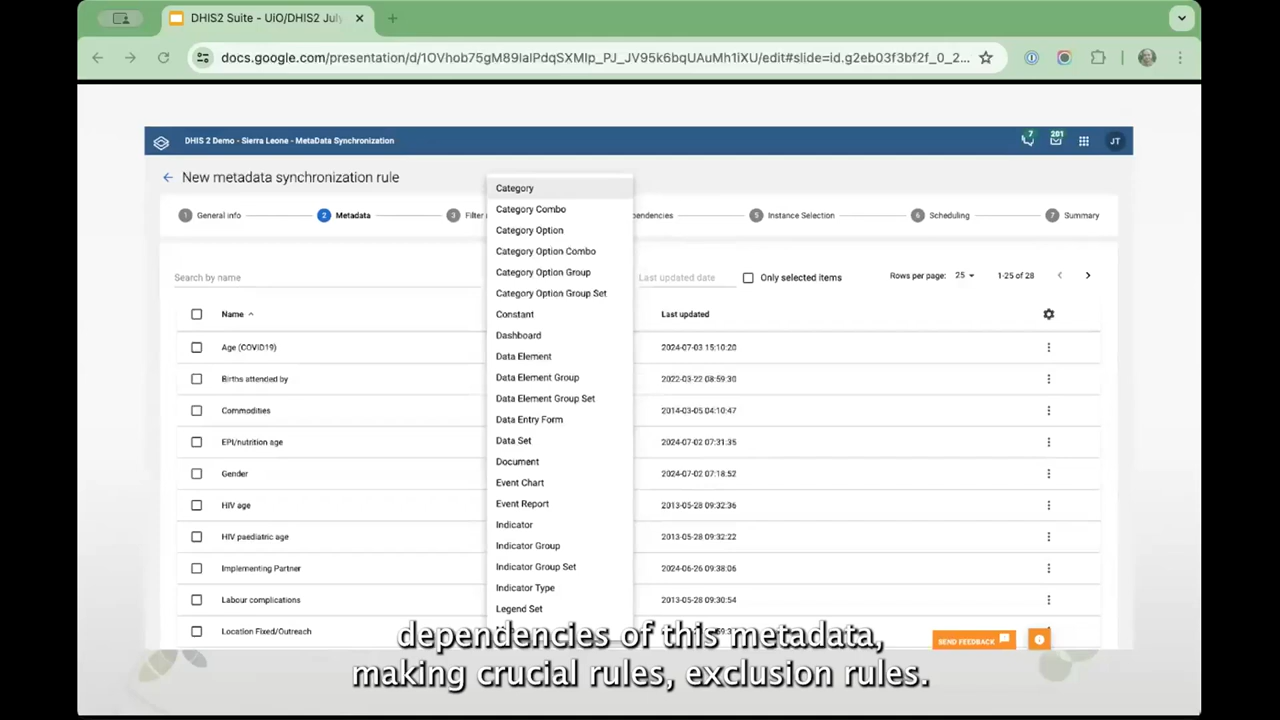 DHIS2 Suite - UiO/DHIS2 July
docs.google.com/presentation/d/1OVhob75gM89IaIPdqSXMIp_PJ_JV95k6bqUAuMh1iXU/edit#slide=id.g2eb03f3bf2f_0_2...
DHIS 2 Demo - Sierra Leone - MetaData Synchronization
7
201
JT
New metadata synchronization rule
1 General info
2 Metadata
3 Filter
pendencies
5 Instance Selection
6 Scheduling
7 Summary
Search by name
Last updated date
Only selected items
Rows per page: 25
1-25 of 28
Name
Last updated
Age (COVID19)
2024-07-03 15:10:20
Births attended by
2022-03-22 08:59:30
Commodities
2014-03-05 04:10:47
EPI/nutrition age
2024-07-02 07:31:35
Gender
2024-07-02 07:18:52
HIV age
2013-05-28 09:32:36
HIV paediatric age
2013-05-28 09:32:22
Implementing Partner
2024-06-26 09:38:06
Labour complications
2013-05-28 09:30:54
Location Fixed/Outreach
Category
Category Combo
Category Option
Category Option Combo
Category Option Group
Category Option Group Set
Constant
Dashboard
Data Element
Data Element Group
Data Element Group Set
Data Entry Form
Data Set
Document
Event Chart
Event Report
Indicator
Indicator Group
Indicator Group Set
Indicator Type
Legend Set
SEND FEEDBACK
dependencies of this metadata,
making crucial rules, exclusion rules.